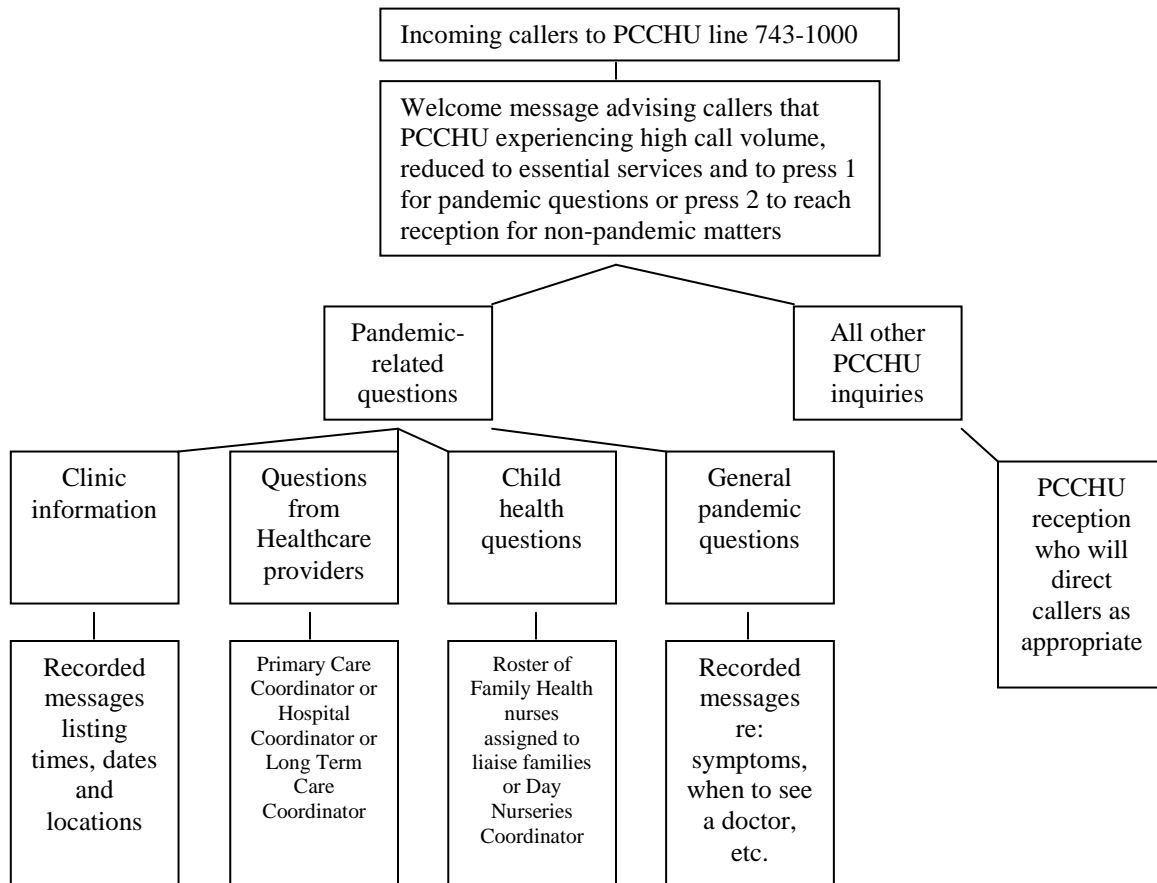 Incoming callers to PCCHU line 743-1000
Welcome message advising callers that
PCCHU experiencing high call volume,
reduced to essential services and to press 1
for pandemic questions or press 2 to reach
reception for non-pandemic matters
Pandemic-
related
questions
All other
PCCHU
inquiries
Clinic
information
Questions
from
Healthcare
providers
Child
health
questions
General
pandemic
questions
PCCHU
reception
who will
direct
callers as
appropriate
Recorded
messages
listing
times, dates
and
locations
Primary Care
Coordinator or
Hospital
Coordinator or
Long Term
Care
Coordinator
Roster of
Family Health
nurses
assigned to
liaise families
or Day
Nurseries
Coordinator
Recorded
messages
re:
symptoms,
when to see
a doctor,
etc.